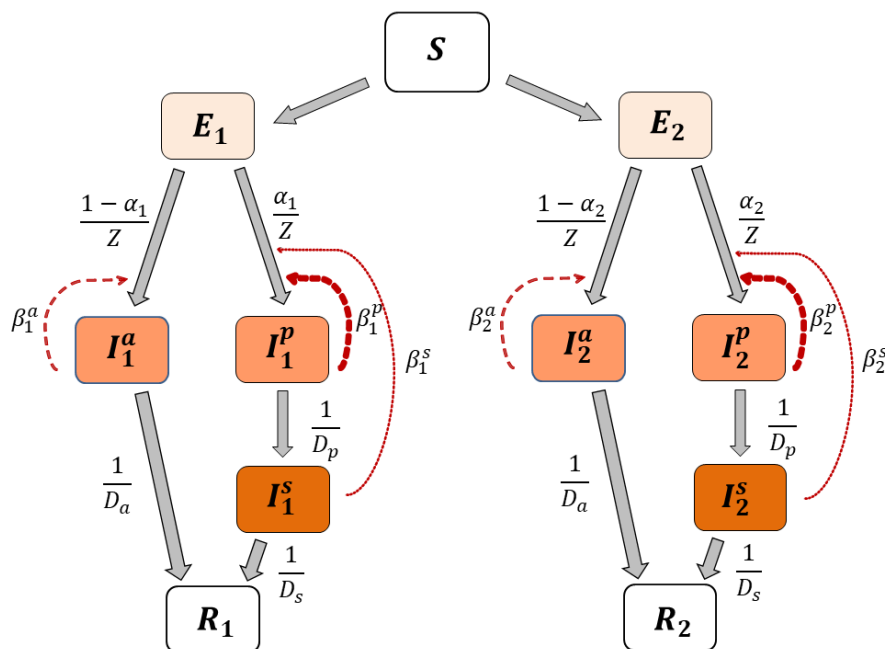 S
E₁
E₂
1 − α₁
Z
α₁
Z
1 − α₂
Z
α₂
Z
β₁ᵃ
I₁ᵃ
I₁ᵖ
β₁ᵖ
β₁ˢ
β₂ᵃ
I₂ᵃ
I₂ᵖ
β₂ᵖ
β₂ˢ
1
Dₚ
1
Dₚ
1
Dₐ
I₁ˢ
1
Dₐ
I₂ˢ
1
Dₛ
1
Dₛ
R₁
R₂